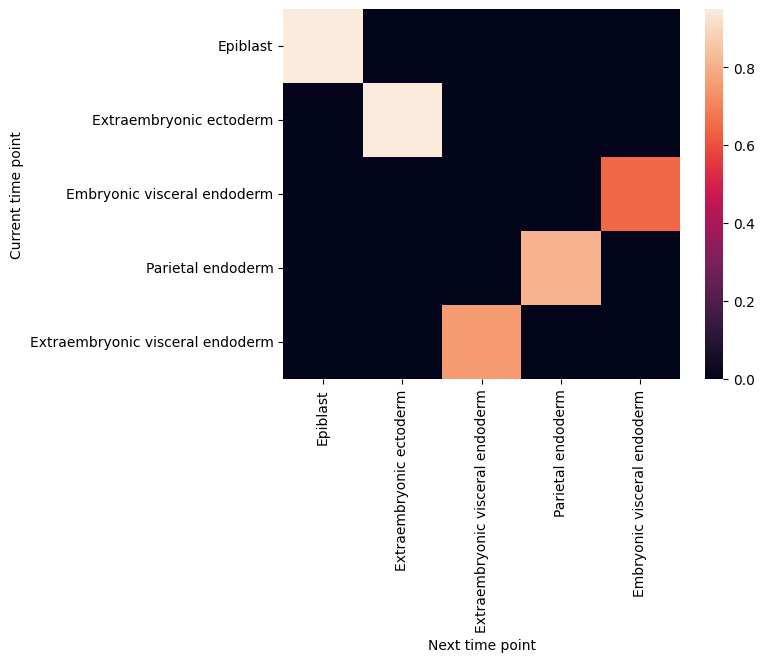 Current time point
Epiblast
Extraembryonic ectoderm
Embryonic visceral endoderm
Parietal endoderm
Extraembryonic visceral endoderm
0.8
0.6
0.4
0.2
0.0
Epiblast
Extraembryonic ectoderm
Extraembryonic visceral endoderm
Parietal endoderm
Embryonic visceral endoderm
Next time point